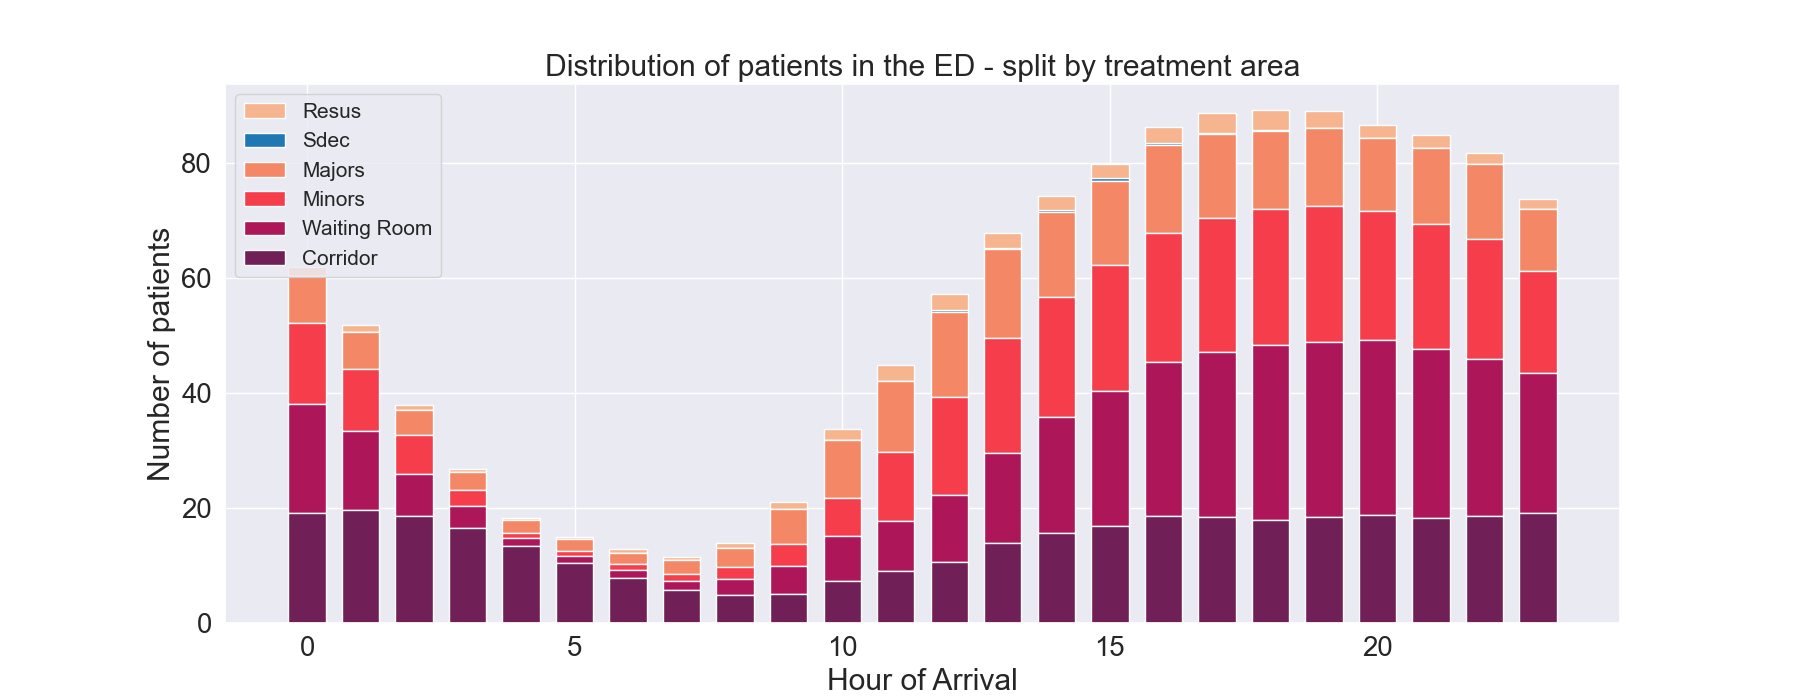 Distribution of patients in the ED - split by treatment area
Resus
Sdec
Majors
Minors
Waiting Room
Corridor
Number of patients
80
60
40
20
0
0 5 10 15 20
Hour of Arrival